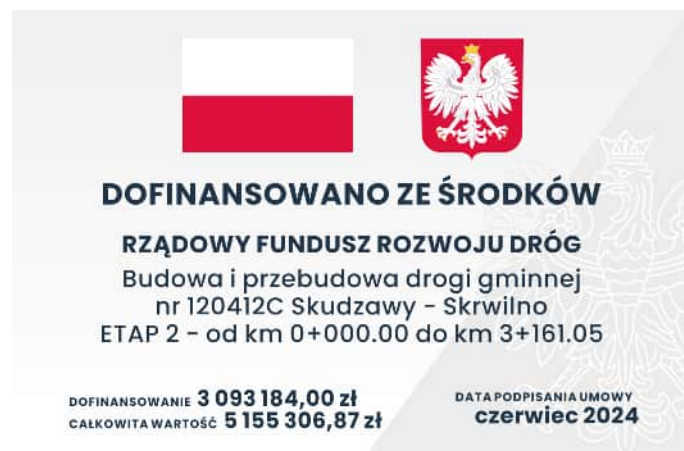 DOFINANSOWANO ZE ŚRODKÓW
RZĄDOWY FUNDUSZ ROZWOJU DRÓG
Budowa i przebudowa drogi gminnej
nr 120412C Skudzawy - Skrwilno
ETAP 2 - od km 0+000.00 do km 3+161.05
DOFINANSOWANIE 3 093 184,00 zł
CAŁKOWITA WARTOŚĆ 5 155 306,87 zł
DATA PODPISANIA UMOWY
czerwiec 2024